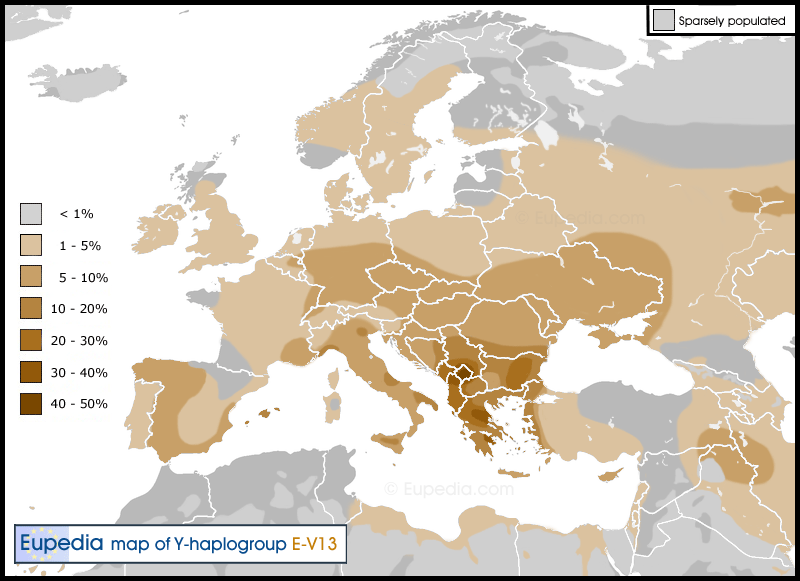 Sparsely populated
< 1%
1 - 5%
5 - 10%
10 - 20%
20 - 30%
30 - 40%
40 - 50%
© Eupedia.com
© Eupedia.com
Eupedia map of Y-haplogroup E-V13